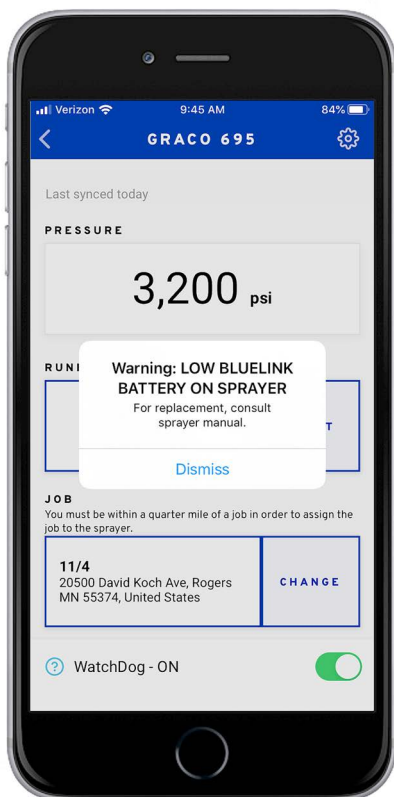 Verizon 9:45 AM 84%
GRACO 695
Last synced today
PRESSURE
3,200 psi
Warning: LOW BLUELINK
BATTERY ON SPRAYER
For replacement, consult
sprayer manual.
Dismiss
JOB
You must be within a quarter mile of a job in order to assign the
job to the sprayer.
11/4
20500 David Koch Ave, Rogers
MN 55374, United States
CHANGE
? WatchDog - ON